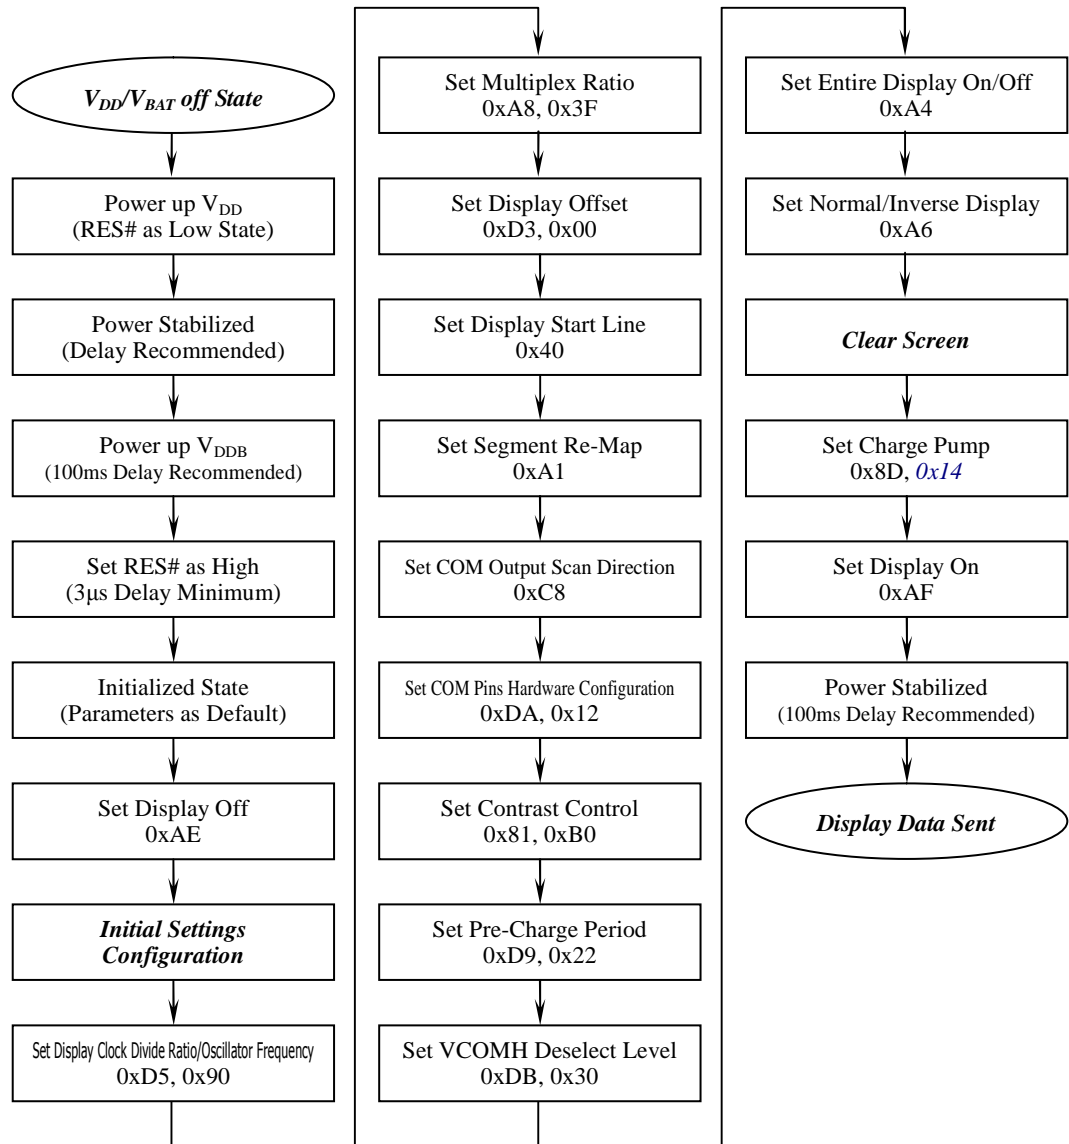 V_DD/V_BAT off State
Power up V_DD
(RES# as Low State)
Power Stabilized
(Delay Recommended)
Power up V_DDB
(100ms Delay Recommended)
Set RES# as High
(3μs Delay Minimum)
Initialized State
(Parameters as Default)
Set Display Off
0xAE
Initial Settings
Configuration
Set Display Clock Divide Ratio/Oscillator Frequency
0xD5, 0x90
Set Multiplex Ratio
0xA8, 0x3F
Set Display Offset
0xD3, 0x00
Set Display Start Line
0x40
Set Segment Re-Map
0xA1
Set COM Output Scan Direction
0xC8
Set COM Pins Hardware Configuration
0xDA, 0x12
Set Contrast Control
0x81, 0xB0
Set Pre-Charge Period
0xD9, 0x22
Set VCOMH Deselect Level
0xDB, 0x30
Set Entire Display On/Off
0xA4
Set Normal/Inverse Display
0xA6
Clear Screen
Set Charge Pump
0x8D, 0x14
Set Display On
0xAF
Power Stabilized
(100ms Delay Recommended)
Display Data Sent